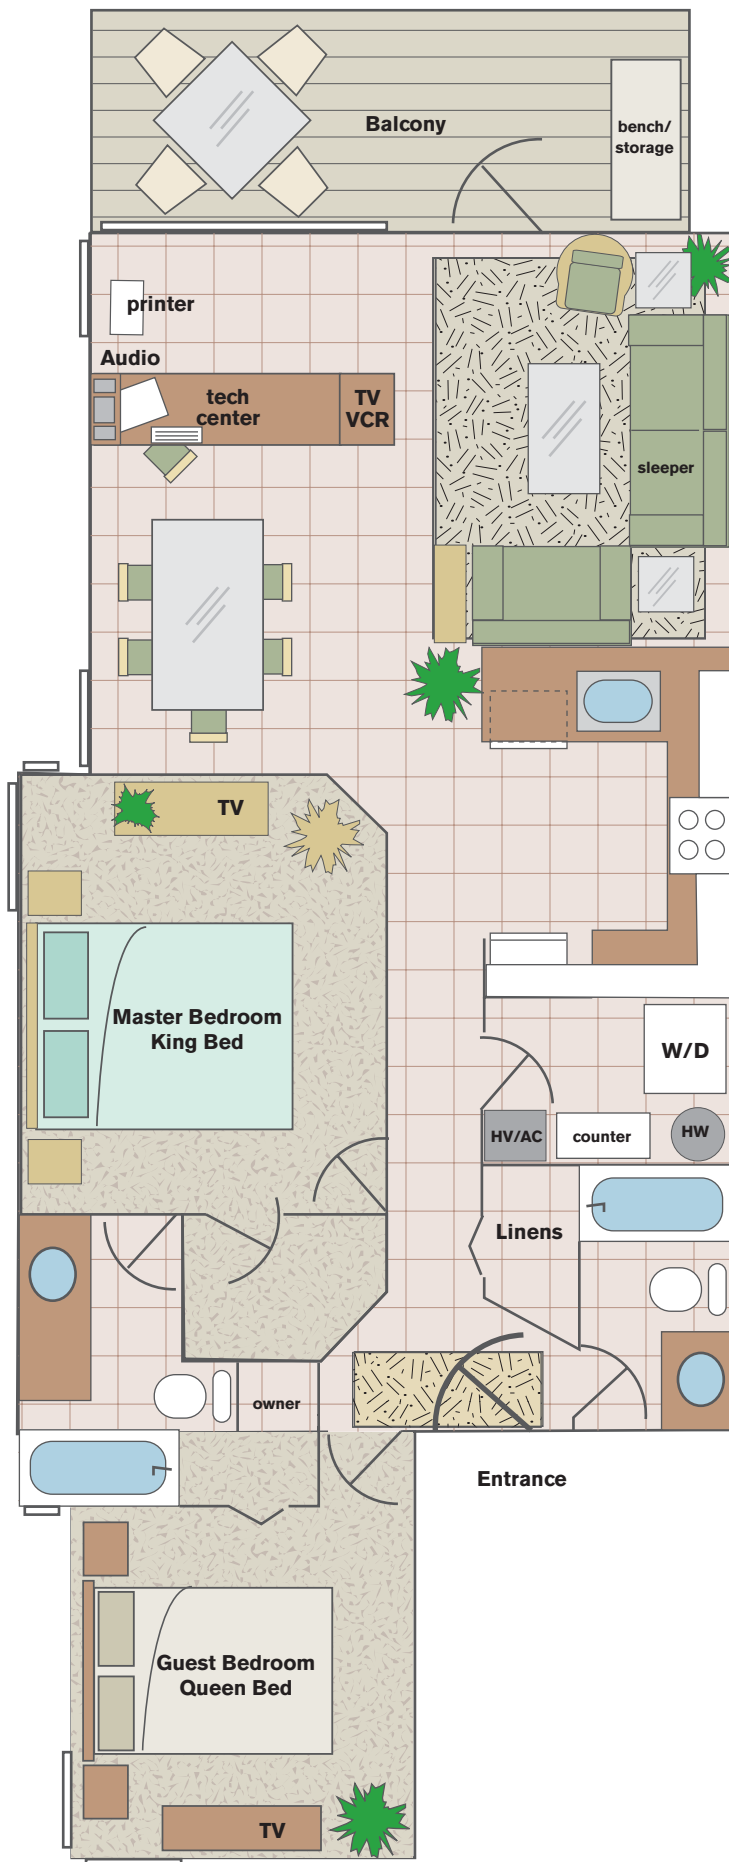 Balcony
bench/
storage
printer
Audio
tech
center
TV
VCR
sleeper
TV
Master Bedroom
King Bed
W/D
HV/AC
counter
HW
Linens
owner
Entrance
Guest Bedroom
Queen Bed
TV